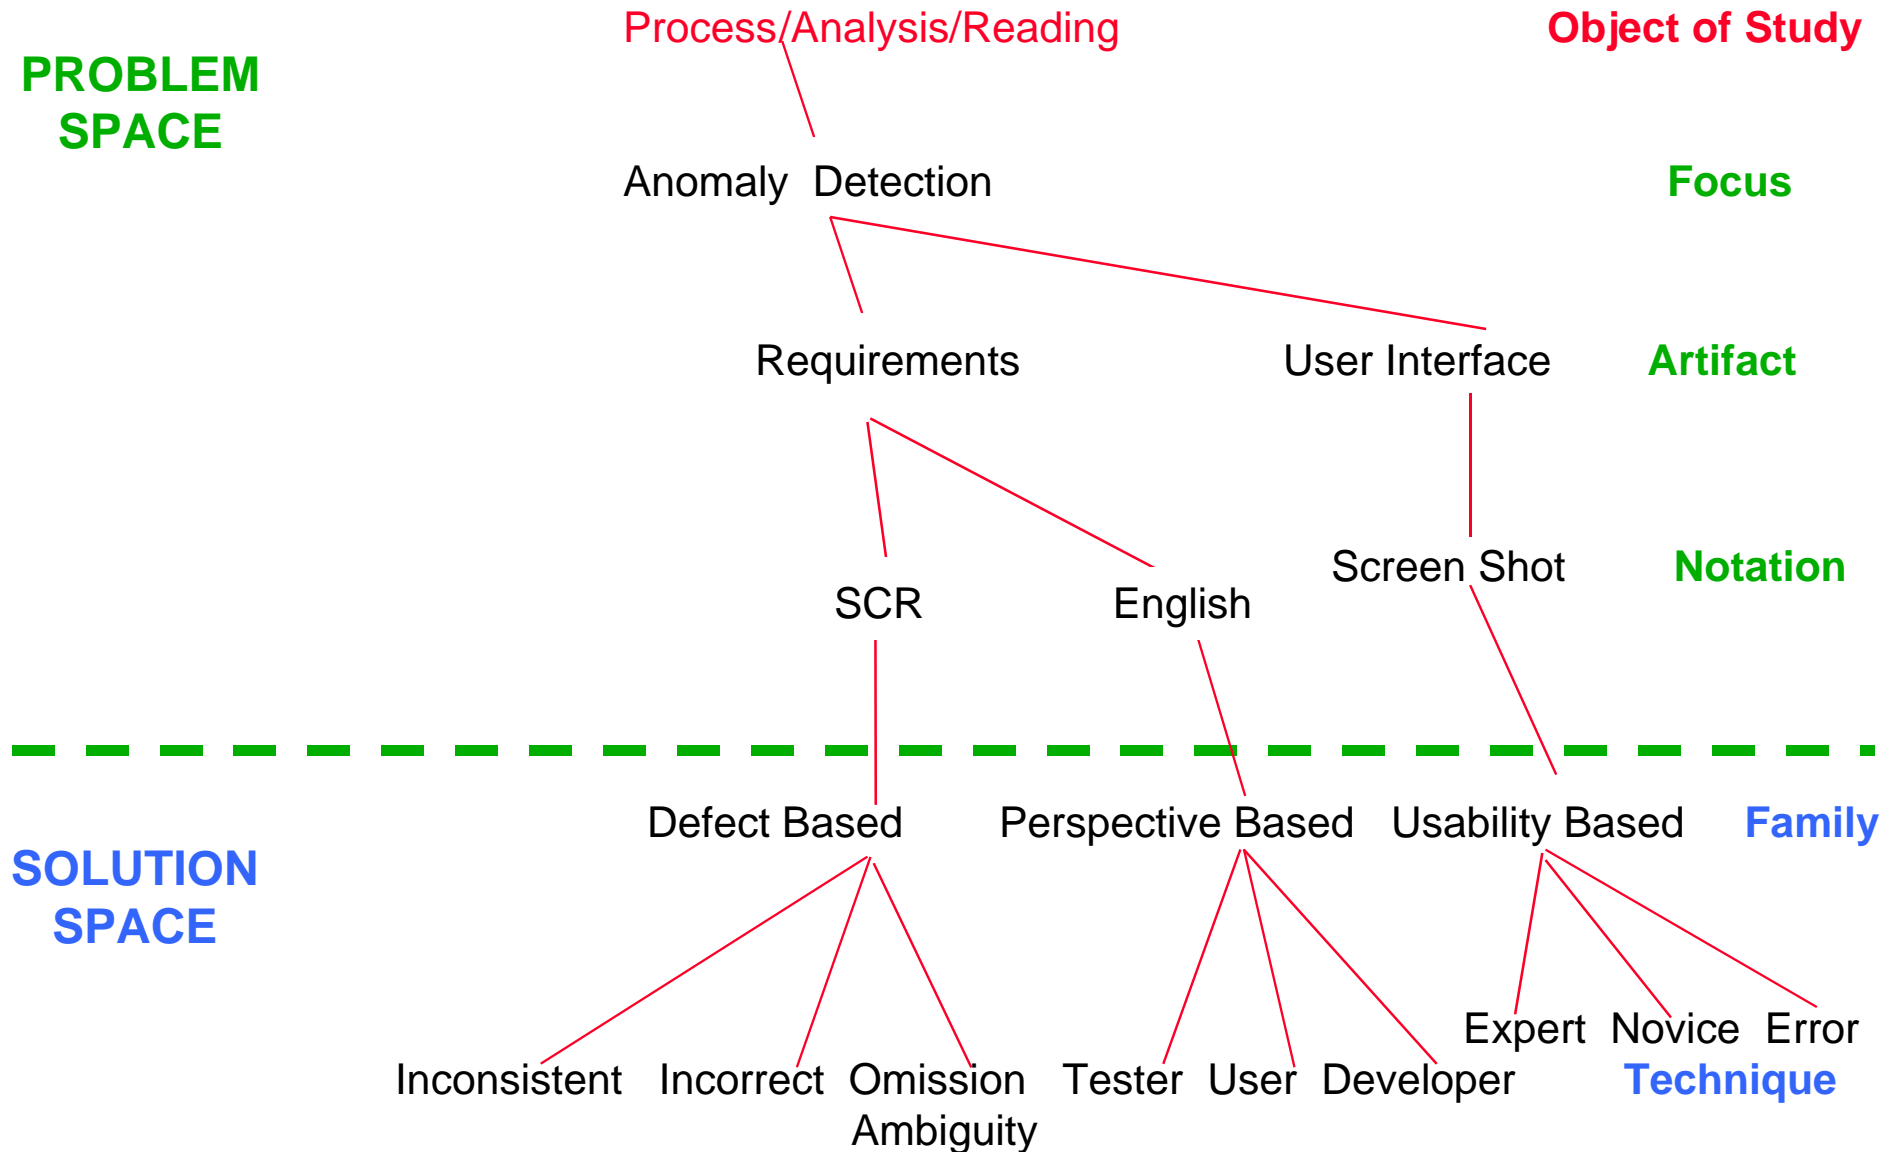 Process/Analysis/Reading
Object of Study
PROBLEM
SPACE
Anomaly Detection
Focus
Requirements
User Interface
Artifact
Screen Shot
Notation
SCR
English
Defect Based
Perspective Based
Usability Based
Family
SOLUTION
SPACE
Expert Novice Error
Inconsistent Incorrect Omission
Ambiguity
Tester User Developer
Technique